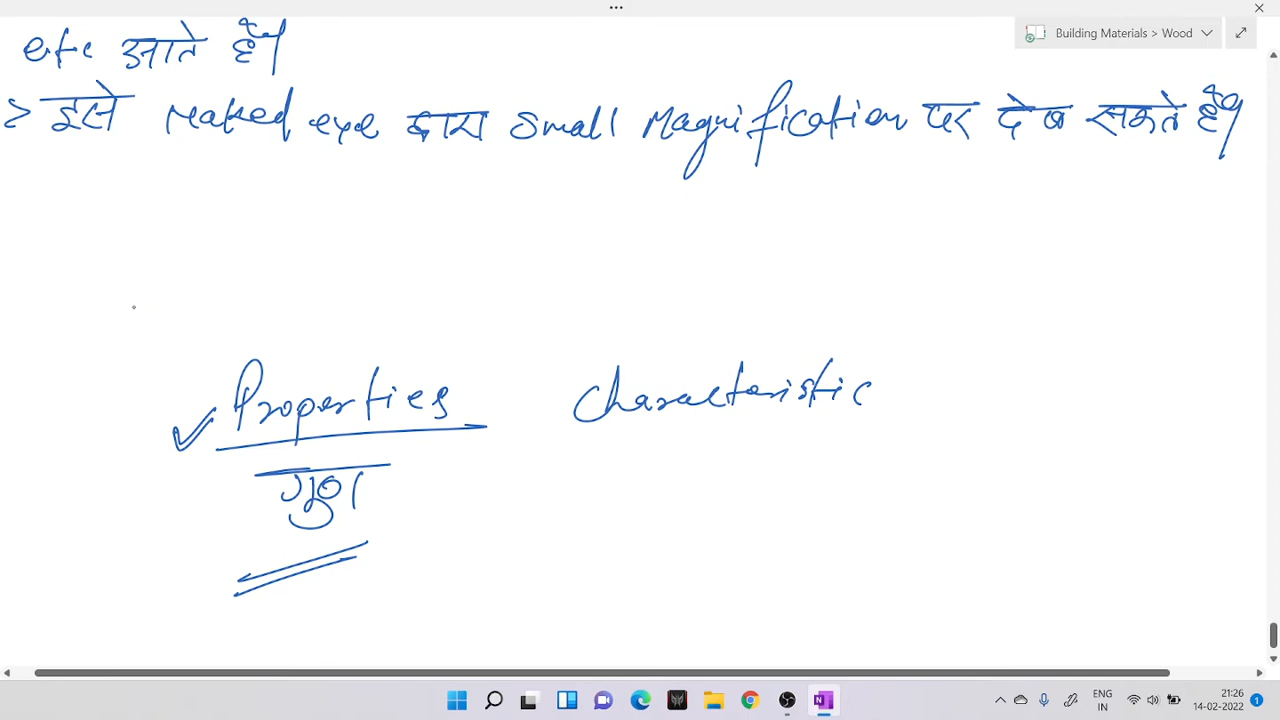 Building Materials > Wood
etc आते हैं।
> इसे Naked eye द्वारा small Magnification पर देख सकते हैं।
Properties characteristic
गुण
ENG
IN
21:26
14-02-2022
1